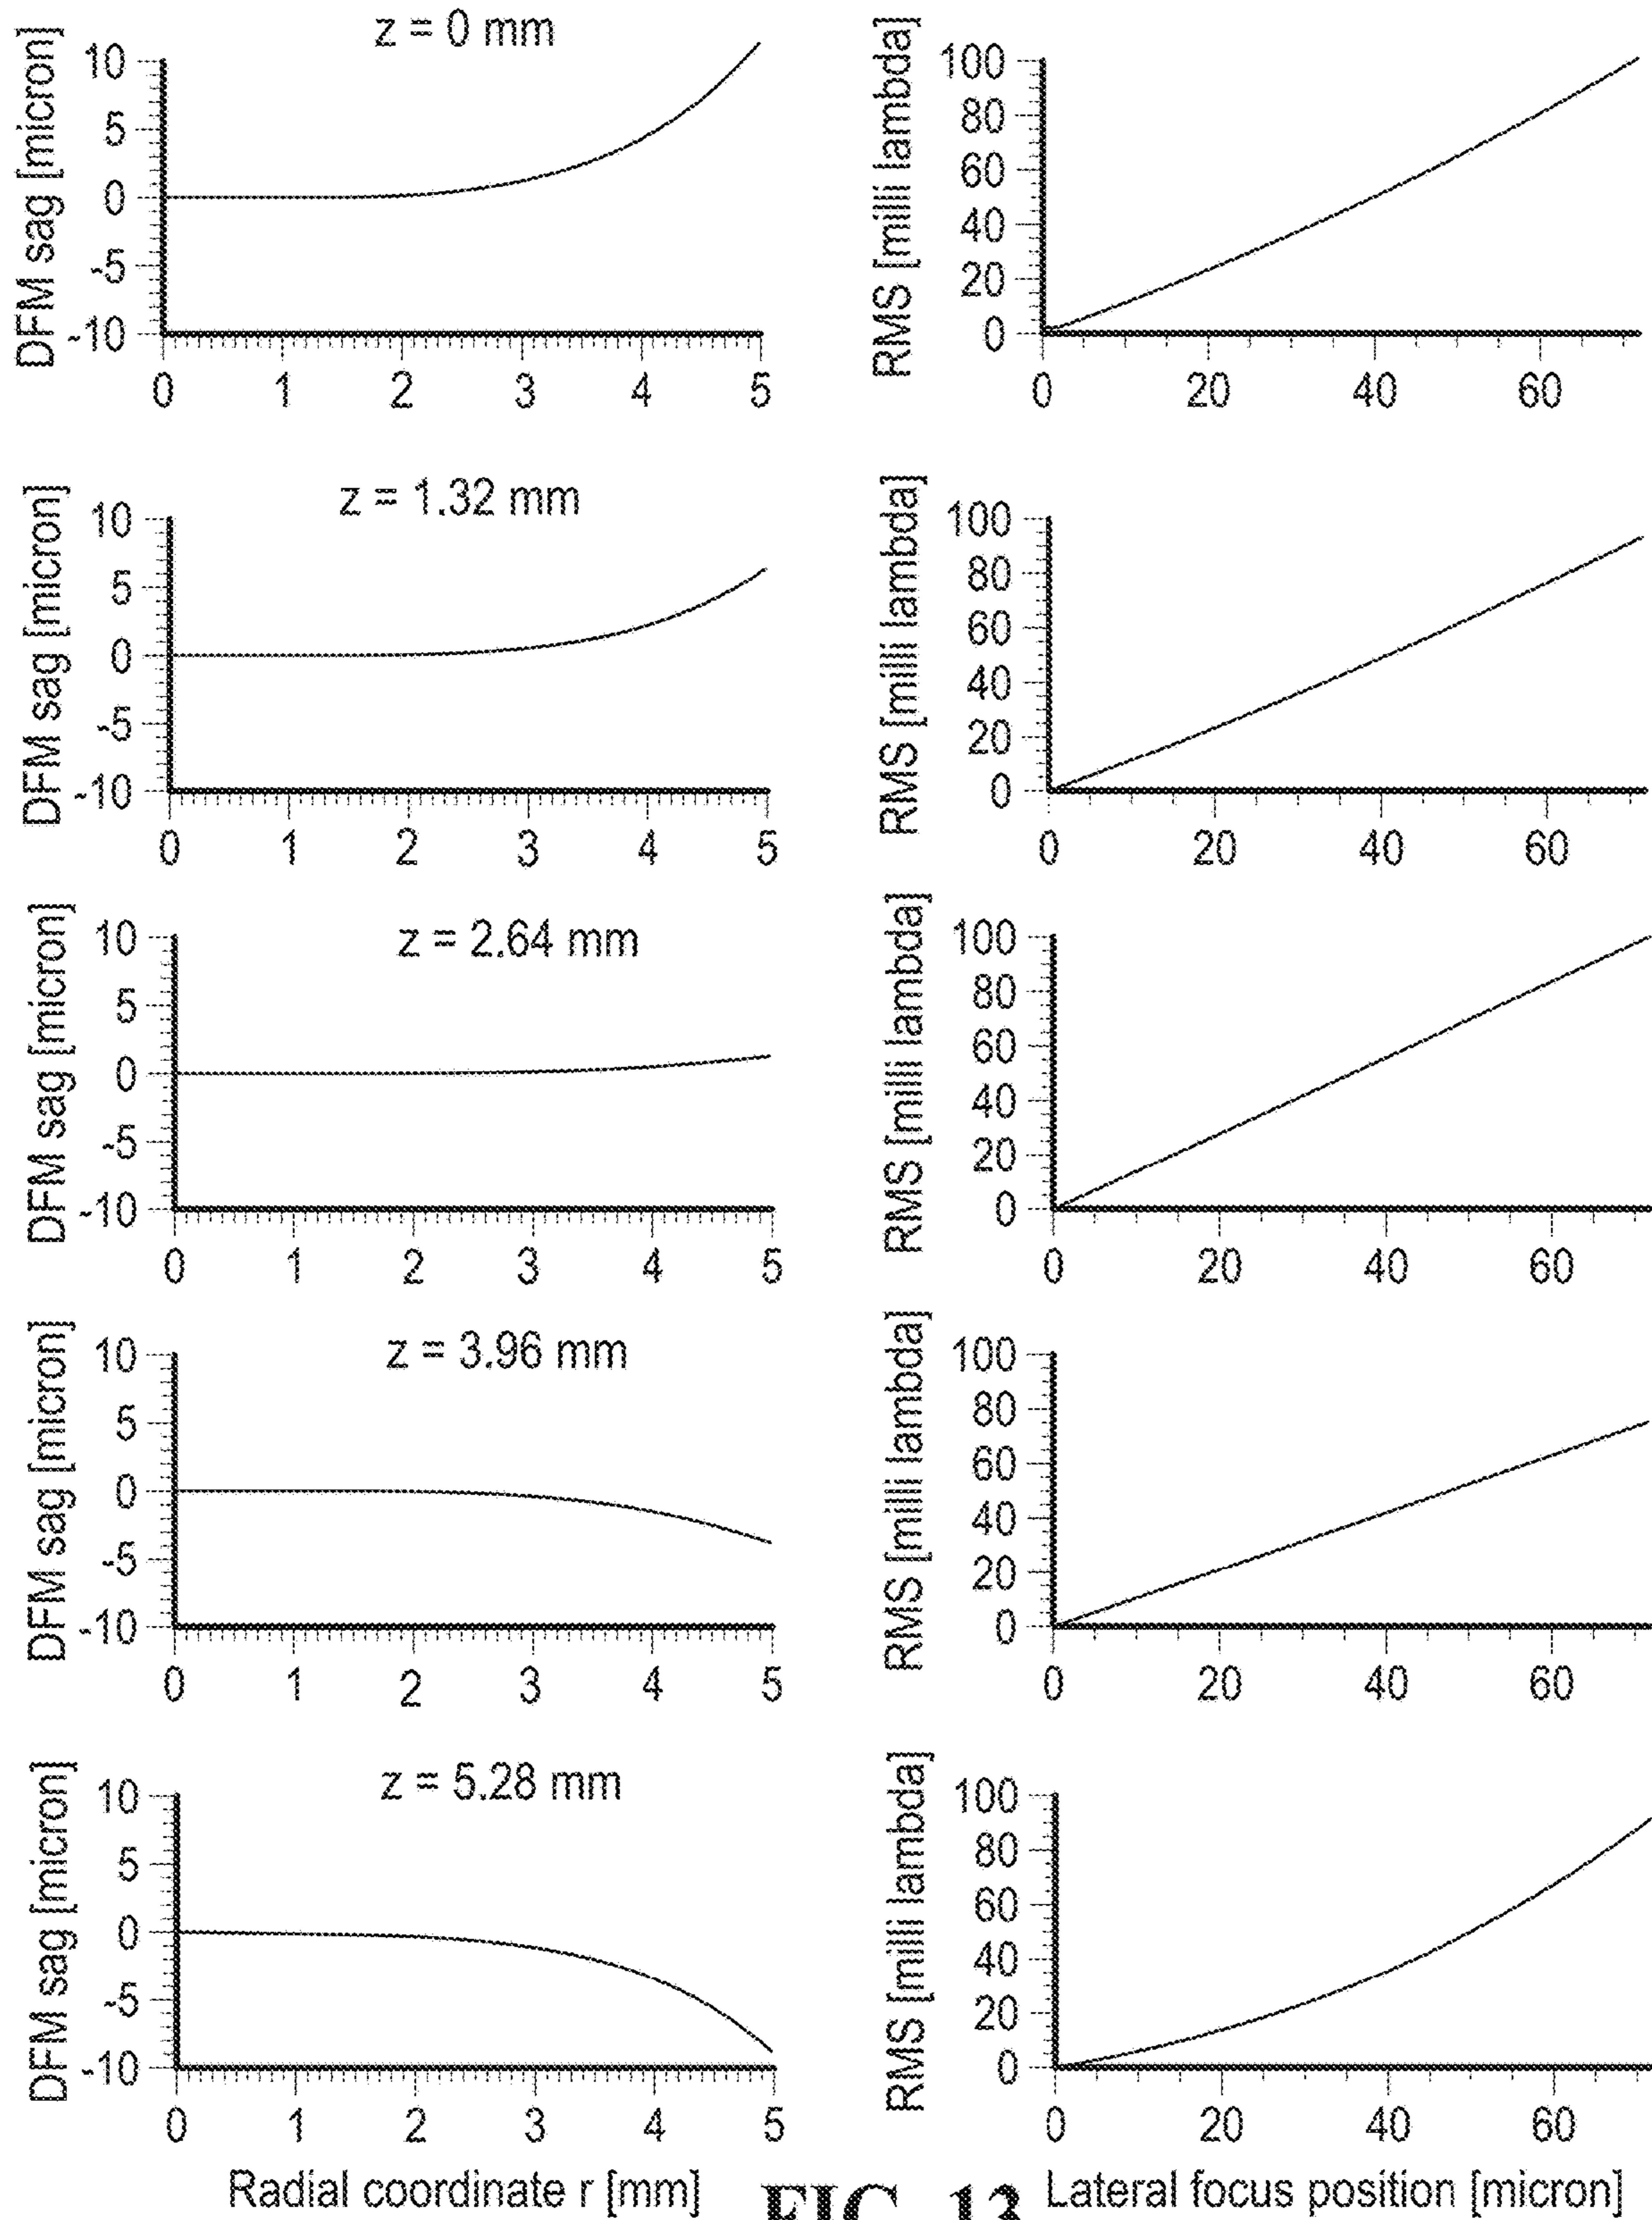 z = 0 mm
DFM sag [micron]
10
5
0
-5
-10
0 1 2 3 4 5
RMS [milli lambda]
100
80
60
40
20
0
0 20 40 60
z = 1.32 mm
DFM sag [micron]
10
5
0
-5
-10
0 1 2 3 4 5
RMS [milli lambda]
100
80
60
40
20
0
0 20 40 60
z = 2.64 mm
DFM sag [micron]
10
5
0
-5
-10
0 1 2 3 4 5
RMS [milli lambda]
100
80
60
40
20
0
0 20 40 60
z = 3.96 mm
DFM sag [micron]
10
5
0
-5
-10
0 1 2 3 4 5
RMS [milli lambda]
100
80
60
40
20
0
0 20 40 60
z = 5.28 mm
DFM sag [micron]
10
5
0
-5
-10
0 1 2 3 4 5
Radial coordinate r [mm]
RMS [milli lambda]
100
80
60
40
20
0
0 20 40 60
Lateral focus position [micron]
FIG. 13